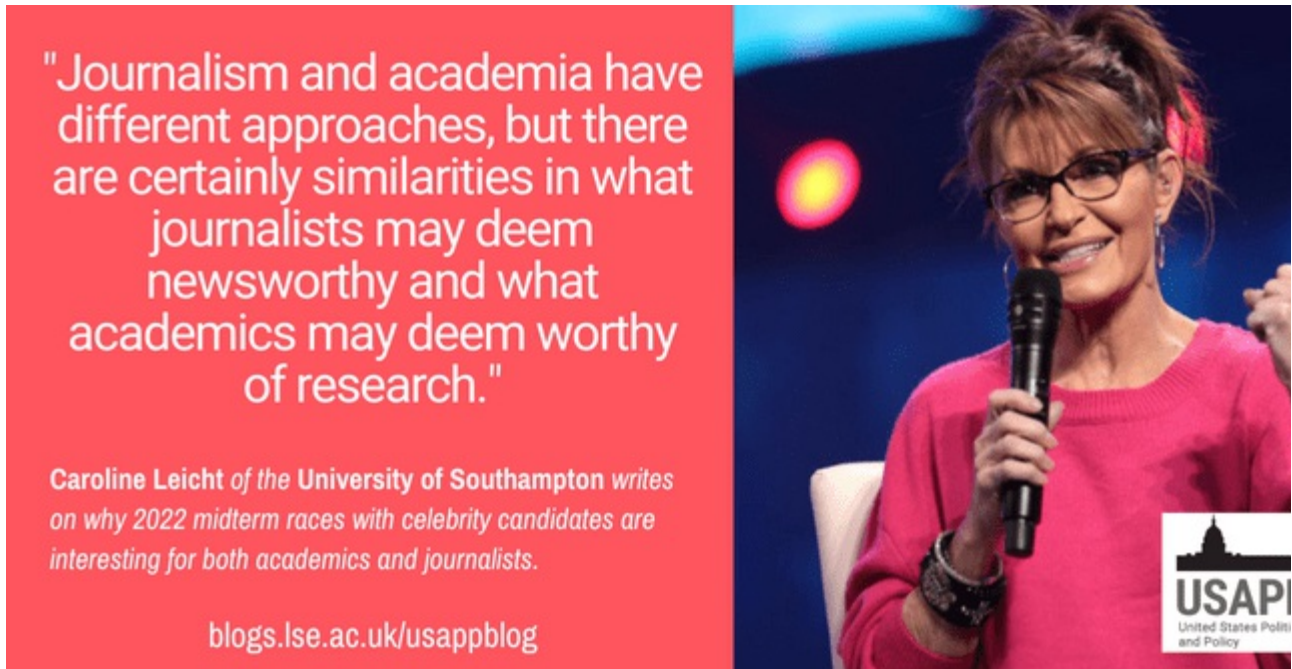 "Journalism and academia have
different approaches, but there
are certainly similarities in what
journalists may deem
newsworthy and what
academics may deem worthy
of research."
Caroline Leicht of the University of Southampton writes
on why 2022 midterm races with celebrity candidates are
interesting for both academics and journalists.
blogs.lse.ac.uk/usappblog
USAPP
United States Politi
and Policy